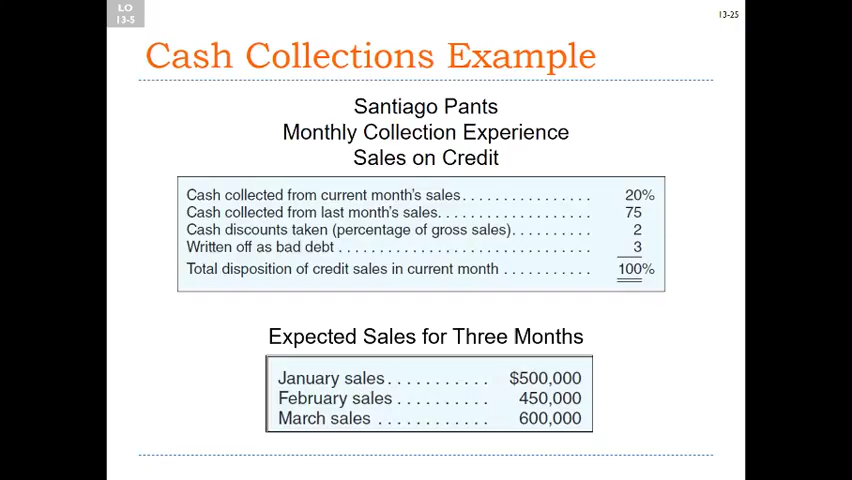 LO
13-5
13-25
Cash Collections Example
Santiago Pants
Monthly Collection Experience
Sales on Credit
Cash collected from current month's sales. . . . . . . . . . . . . . . . 20%
Cash collected from last month's sales. . . . . . . . . . . . . . . . . . . 75
Cash discounts taken (percentage of gross sales). . . . . . . . . . 2
Written off as bad debt . . . . . . . . . . . . . . . . . . . . . . . . . . . . . . . 3
Total disposition of credit sales in current month . . . . . . . . . . . 100%
Expected Sales for Three Months
January sales. . . . . . . . . . . $500,000
February sales . . . . . . . . . . 450,000
March sales . . . . . . . . . . . . 600,000